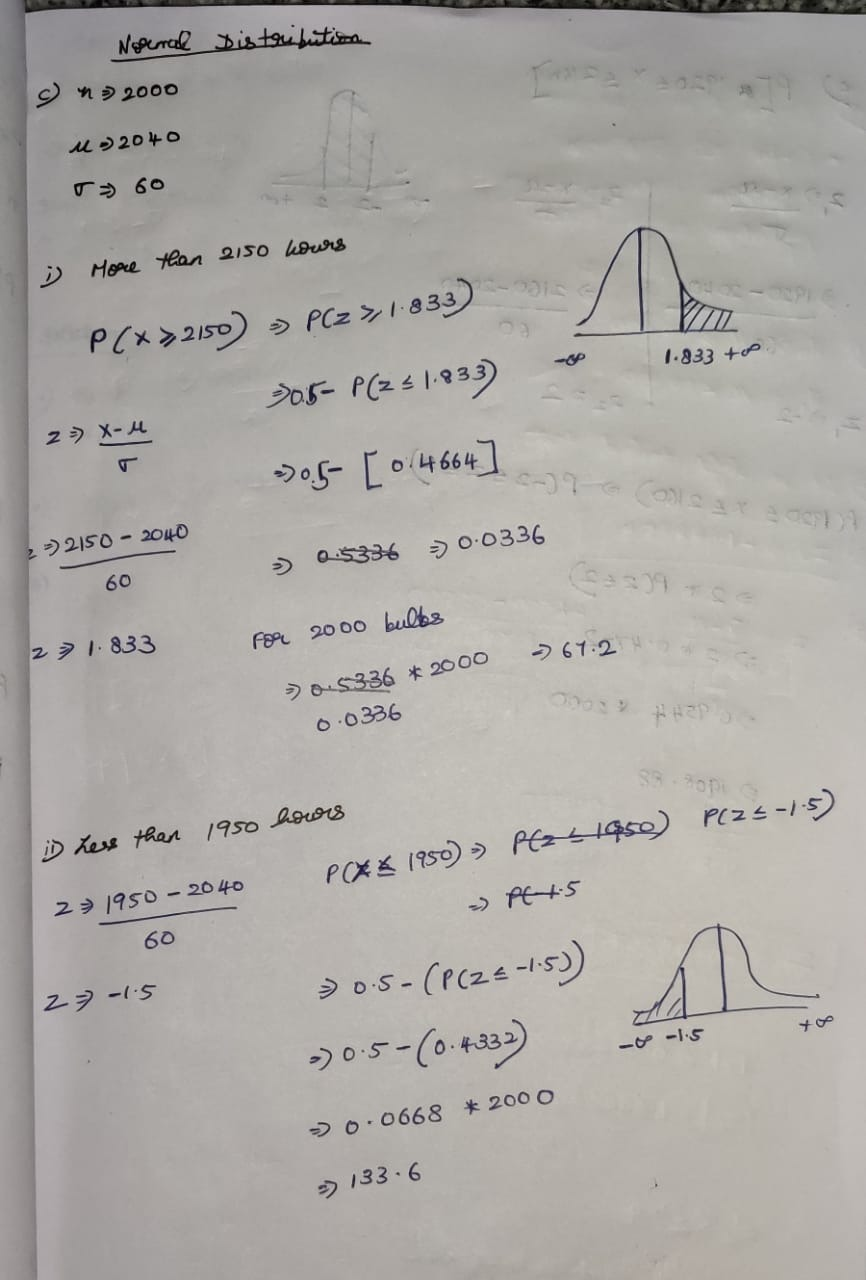 Normal Distribution
c) n ⇒ 2000
μ ⇒ 2040
σ ⇒ 60
i) More than 2150 hours
P(x ≥ 2150) ⇒ P(z ≥ 1.833)
-∞ 1.833 +∞
⇒ 0.5 - P(z ≤ 1.833)
z ⇒ x-μ / σ
⇒ 0.5 - [0.4664]
z ⇒ 2150 - 2040 / 60
⇒ 0.5336 ⇒ 0.0336
z ⇒ 1.833
For 2000 bulbs
⇒ 0.5336 * 2000 ⇒ 67.2
0.0336
ii) Less than 1950 hours
P(x ≤ 1950) ⇒ P(z ≤ 1950) P(z ≤ -1.5)
z ⇒ 1950 - 2040 / 60
⇒ P(-1.5
z ⇒ -1.5
⇒ 0.5 - (P(z ≤ -1.5))
-∞ -1.5 +∞
⇒ 0.5 - (0.4332)
⇒ 0.0668 * 2000
⇒ 133.6